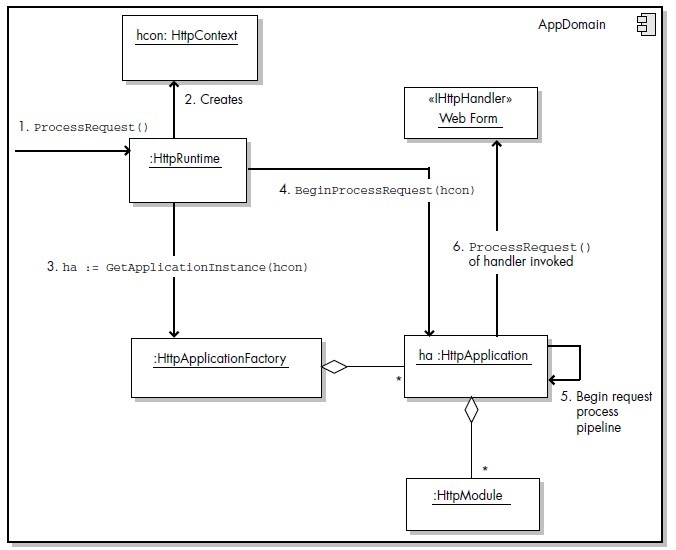 AppDomain
hcon: HttpContext
2. Creates
«IHttpHandler»
Web Form
1. ProcessRequest()
:HttpRuntime
4. BeginProcessRequest(hcon)
6. ProcessRequest()
of handler invoked
3. ha := GetApplicationInstance(hcon)
:HttpApplicationFactory
*
ha :HttpApplication
5. Begin request
process
pipeline
*
:HttpModule